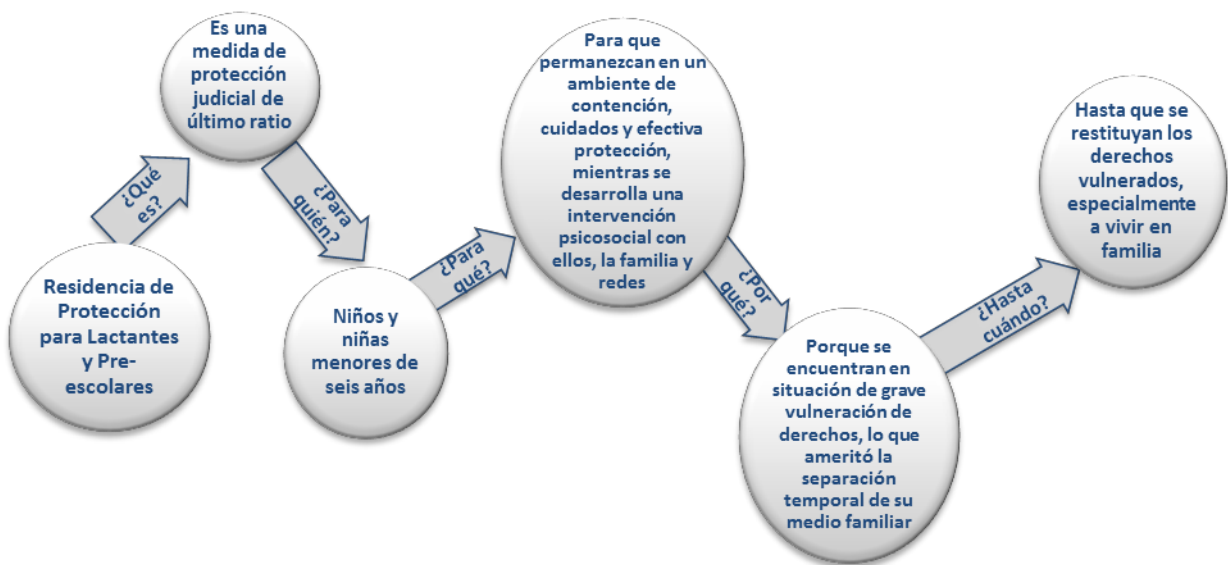 Residencia de
Protección
para Lactantes
y Pre-
escolares
¿Qué
es?
Es una
medida de
protección
judicial de
último ratio
¿Para
quién?
Niños y
niñas
menores de
seis años
¿Para
qué?
Para que
permanezcan en un
ambiente de
contención,
cuidados y efectiva
protección,
mientras se
desarrolla una
intervención
psicosocial con
ellos, la familia y
redes
¿Por
qué?
Porque se
encuentran en
situación de grave
vulneración de
derechos, lo que
ameritó la
separación
temporal de su
medio familiar
¿Hasta
cuándo?
Hasta que se
restituyan los
derechos
vulnerados,
especialmente
a vivir en
familia